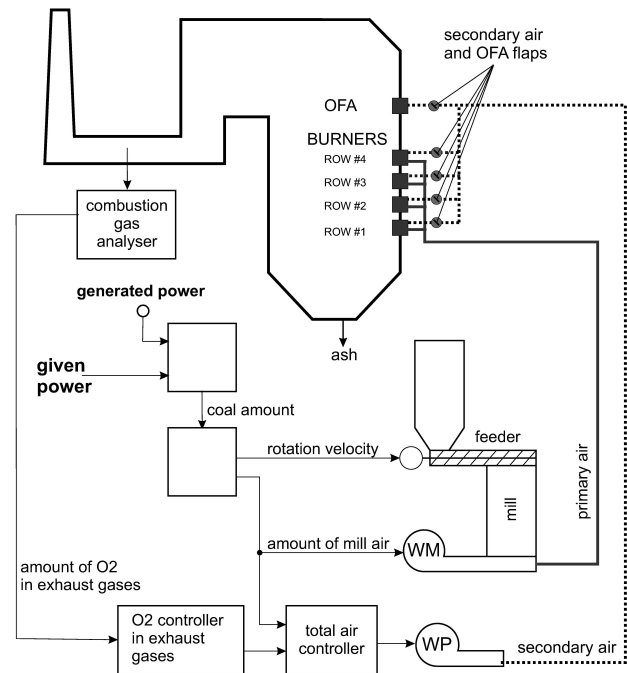 secondary air
and OFA flaps
OFA
BURNERS
ROW #4
ROW #3
ROW #2
ROW #1
combustion
gas
analyser
generated power
given
power
ash
coal amount
rotation velocity
feeder
mill
primary air
amount of mill air
WM
amount of O2
in exhaust gases
O2 controller
in exhaust
gases
total air
controller
WP
secondary air